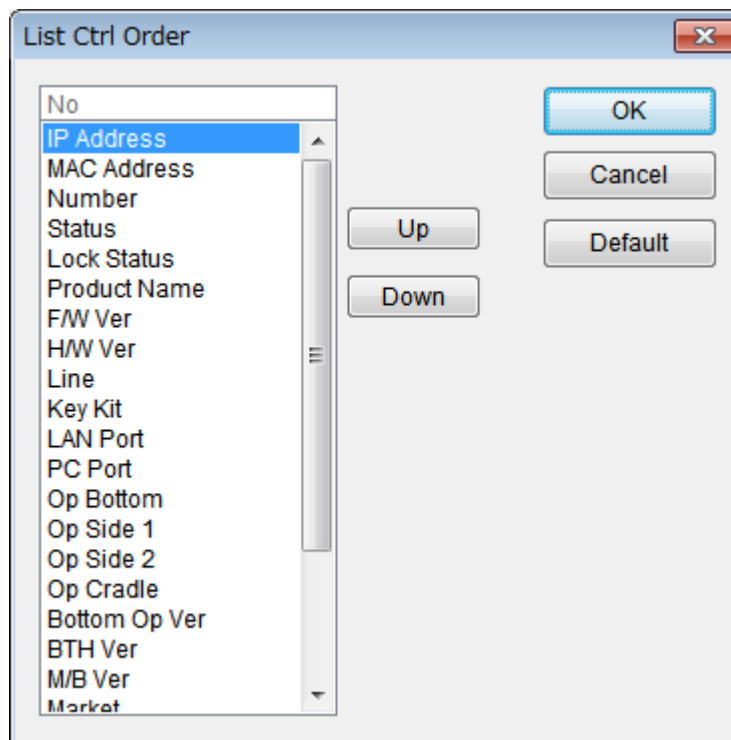 List Ctrl Order
No
IP Address
MAC Address
Number
Status
Lock Status
Product Name
F/W Ver
H/W Ver
Line
Key Kit
LAN Port
PC Port
Op Bottom
Op Side 1
Op Side 2
Op Cradle
Bottom Op Ver
BTH Ver
M/B Ver
Market
Up
Down
OK
Cancel
Default